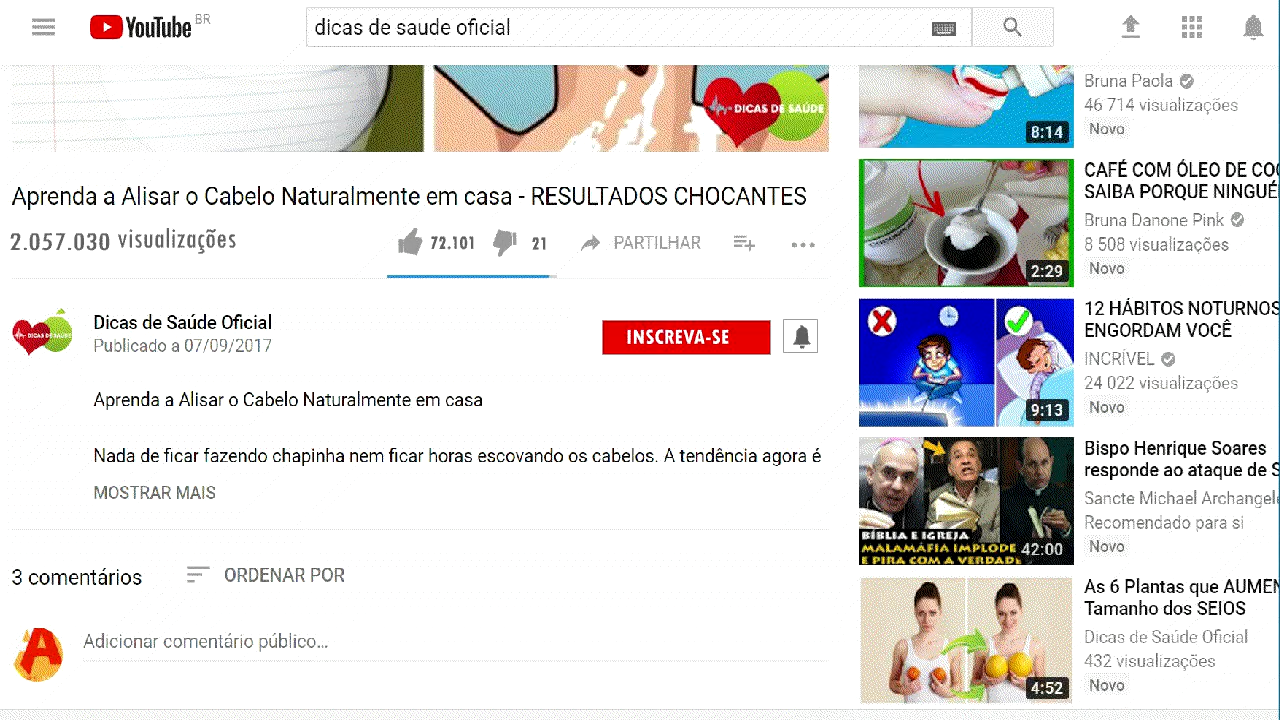 YouTube BR
dicas de saude oficial
DICAS DE SAÚDE
Aprenda a Alisar o Cabelo Naturalmente em casa - RESULTADOS CHOCANTES
2.057.030 visualizações
72.101
21
PARTILHAR
DICAS DE SAÚDE
Dicas de Saúde Oficial
Publicado a 07/09/2017
INSCREVA-SE
Aprenda a Alisar o Cabelo Naturalmente em casa
Nada de ficar fazendo chapinha nem ficar horas escovando os cabelos. A tendência agora é
MOSTRAR MAIS
3 comentários
ORDENAR POR
A
Adicionar comentário público...
8:14
Bruna Paola
46 714 visualizações
Novo
2:29
CAFÉ COM ÓLEO DE COC
SAIBA PORQUE NINGUÉ
Bruna Danone Pink
8 508 visualizações
Novo
9:13
12 HÁBITOS NOTURNOS
ENGORDAM VOCÊ
INCRÍVEL
24 022 visualizações
Novo
BÍBLIA E IGREJA
MALAMÁFIA IMPLODE
E PIRA COM A VERDADE
42:00
Bispo Henrique Soares
responde ao ataque de S
Sancte Michael Archangele
Recomendado para si
Novo
4:52
As 6 Plantas que AUMEN
Tamanho dos SEIOS
Dicas de Saúde Oficial
432 visualizações
Novo